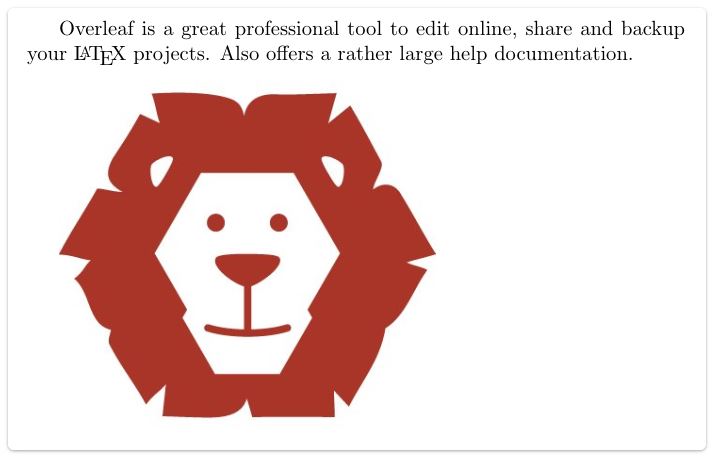 Overleaf is a great professional tool to edit online, share and backup
your LATEX projects. Also offers a rather large help documentation.